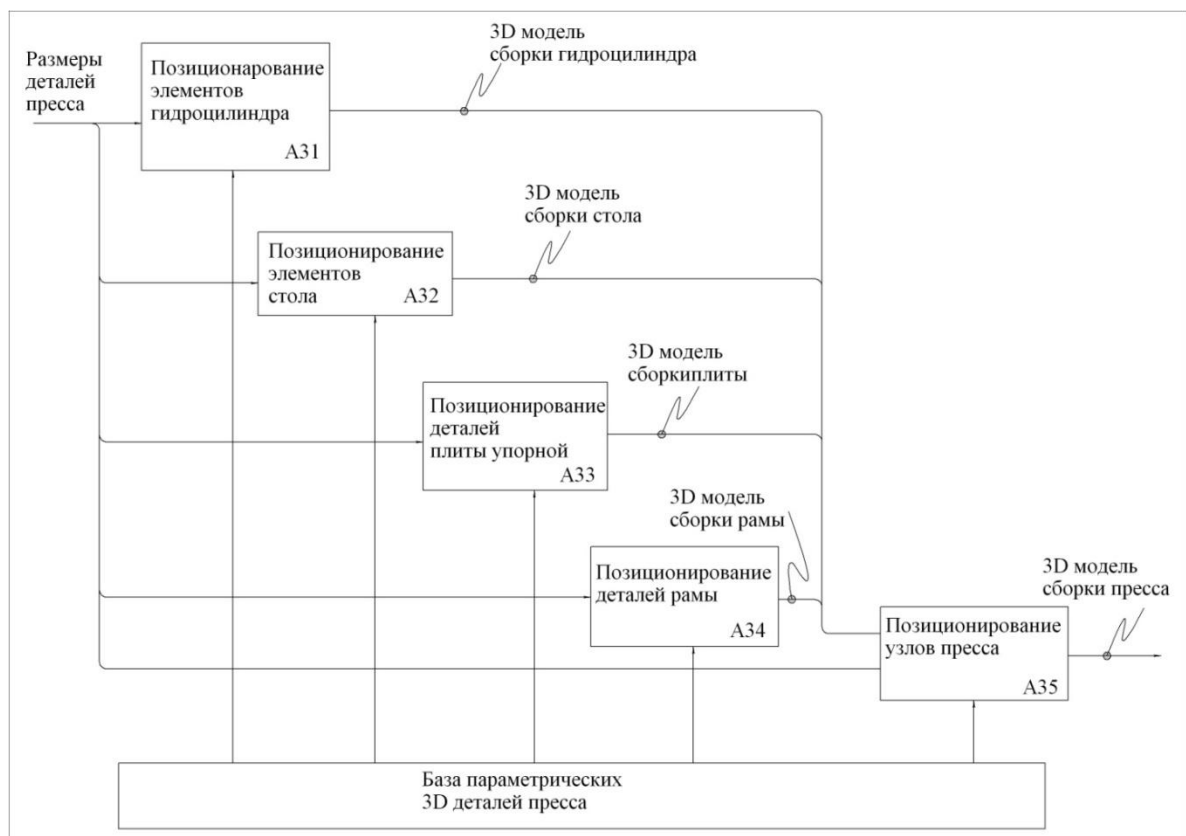 3D модель
сборки гидроцилиндра
Размеры
деталей
пресса
Позиционарование
элементов
гидроцилиндра
А31
3D модель
сборки стола
Позиционирование
элементов
стола
А32
3D модель
сборкиплиты
Позиционирование
деталей
плиты упорной
А33
3D модель
сборки рамы
Позиционирование
деталей рамы
А34
3D модель
сборки пресса
Позиционирование
узлов пресса
А35
База параметрических
3D деталей пресса